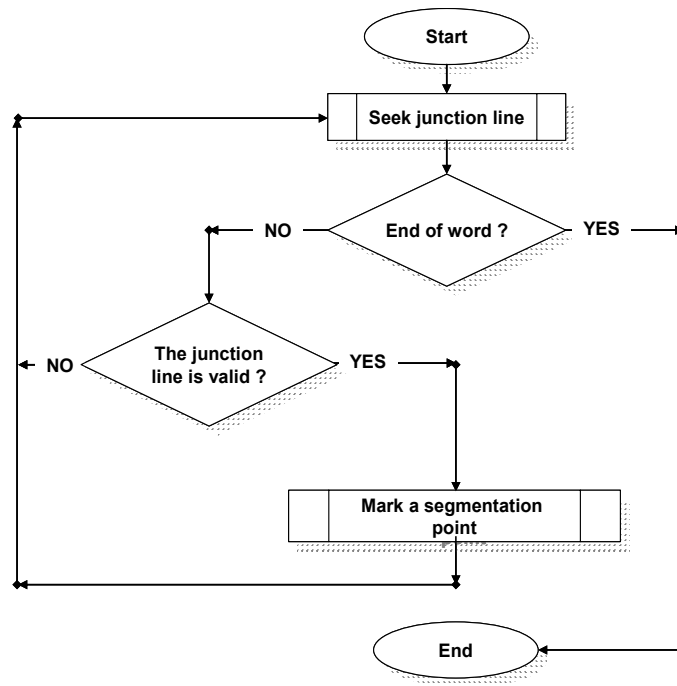 Start
Seek junction line
End of word ?
NO
YES
The junction
line is valid ?
NO
YES
Mark a segmentation
point
End